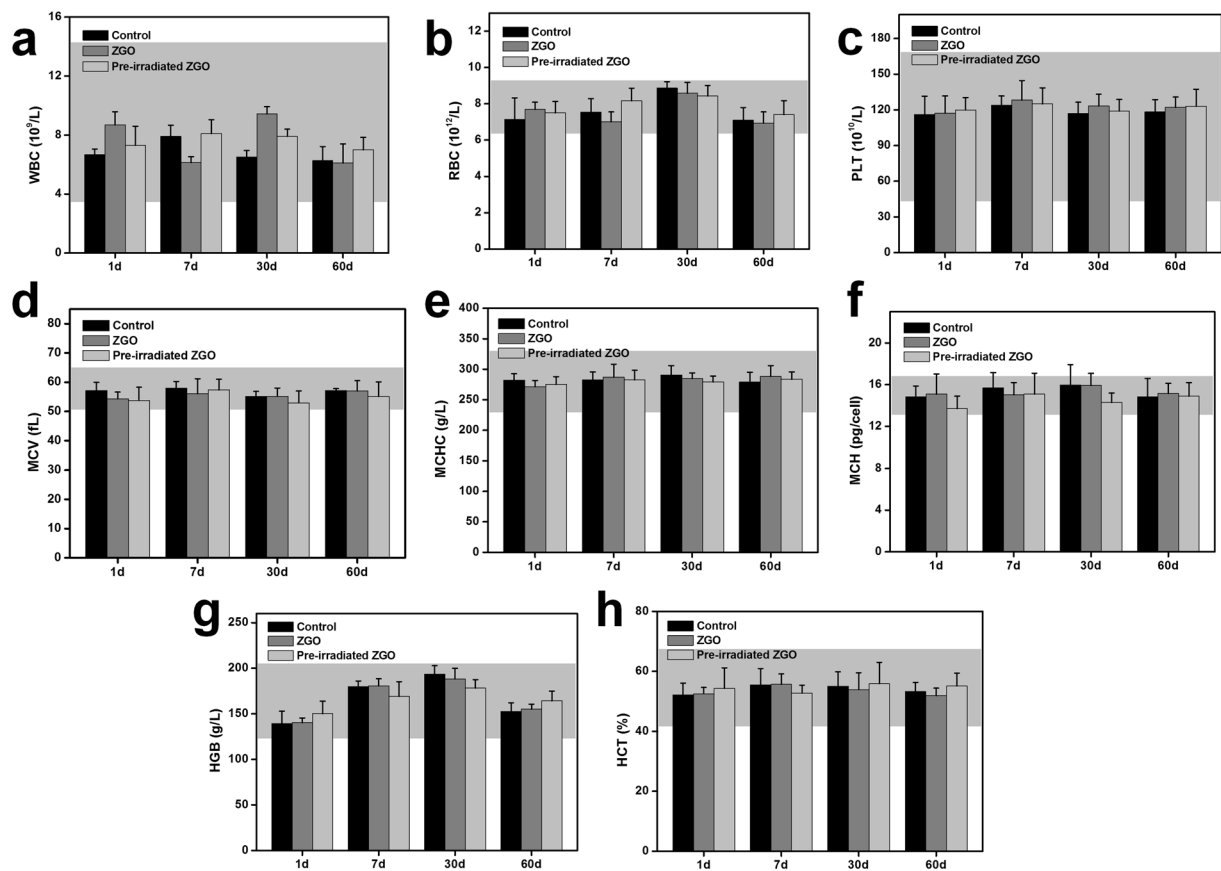 a
16
12
8
4
0
WBC (10⁹/L)
Control
ZGO
Pre-irradiated ZGO
1d 7d 30d 60d
b
12
10
8
6
4
2
0
RBC (10¹²/L)
Control
ZGO
Pre-irradiated ZGO
1d 7d 30d 60d
c
180
150
120
90
60
30
0
PLT (10¹⁰/L)
Control
ZGO
Pre-irradiated ZGO
1d 7d 30d 60d
d
80
70
60
50
40
30
20
10
0
MCV (fL)
Control
ZGO
Pre-irradiated ZGO
1d 7d 30d 60d
e
400
350
300
250
200
150
100
50
0
MCHC (g/L)
Control
ZGO
Pre-irradiated ZGO
1d 7d 30d 60d
f
20
16
12
8
4
0
MCH (pg/cell)
Control
ZGO
Pre-irradiated ZGO
1d 7d 30d 60d
g
250
200
150
100
50
0
HGB (g/L)
Control
ZGO
Pre-irradiated ZGO
1d 7d 30d 60d
h
80
60
40
20
0
HCT (%)
Control
ZGO
Pre-irradiated ZGO
1d 7d 30d 60d